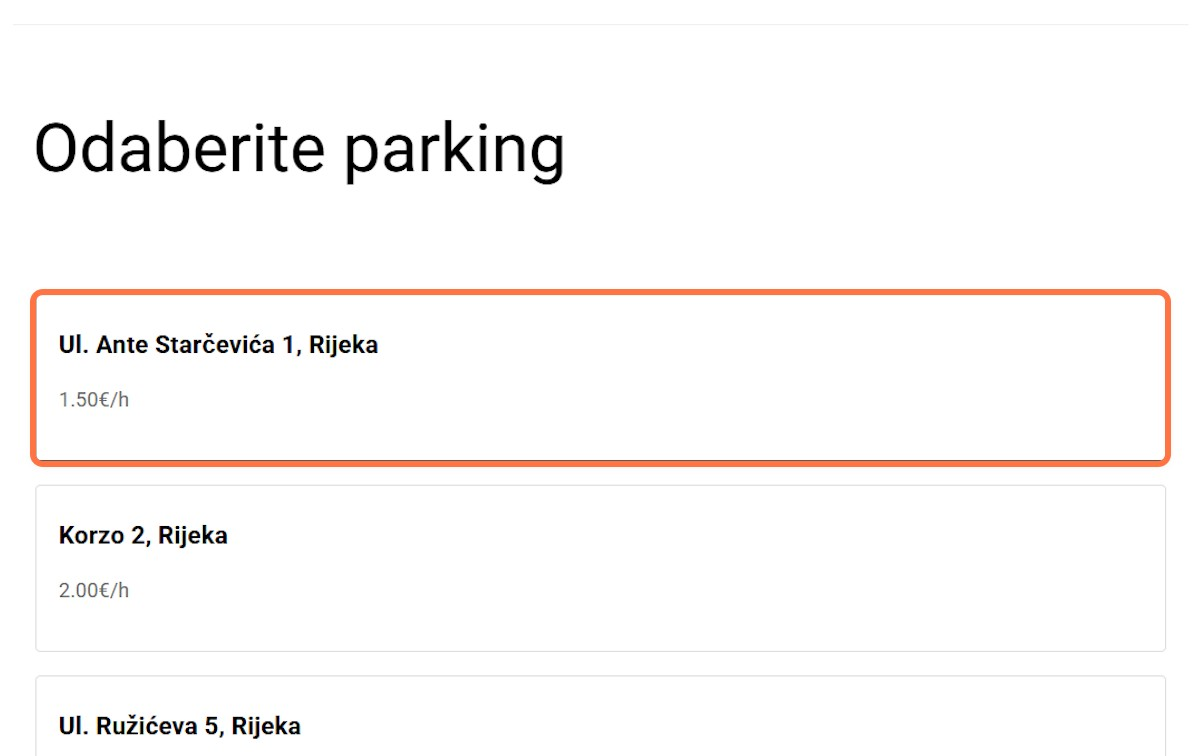 Odaberite parking
Ul. Ante Starčevića 1, Rijeka
1.50€/h
Korzo 2, Rijeka
2.00€/h
Ul. Ružićeva 5, Rijeka